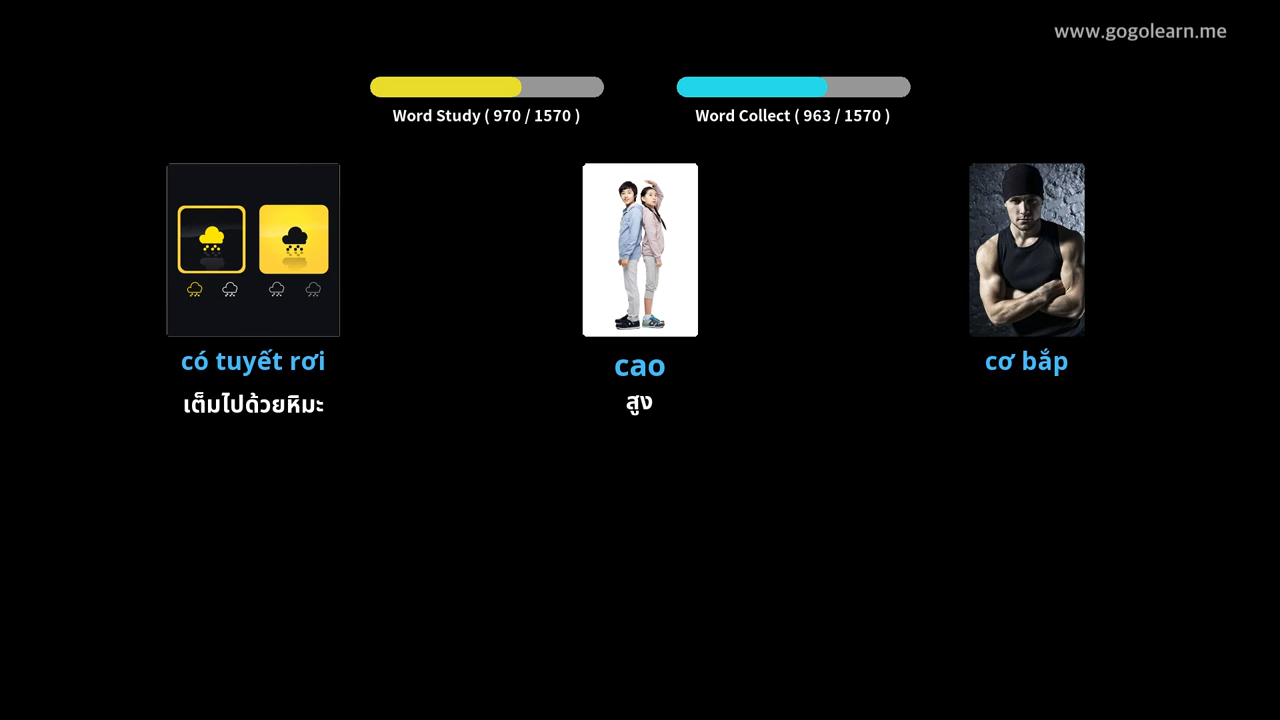 www.gogolearn.me
Word Study ( 970 / 1570 )
Word Collect ( 963 / 1570 )
có tuyết rơi
cao
cơ bắp
เต็มไปด้วยหิมะ
สูง